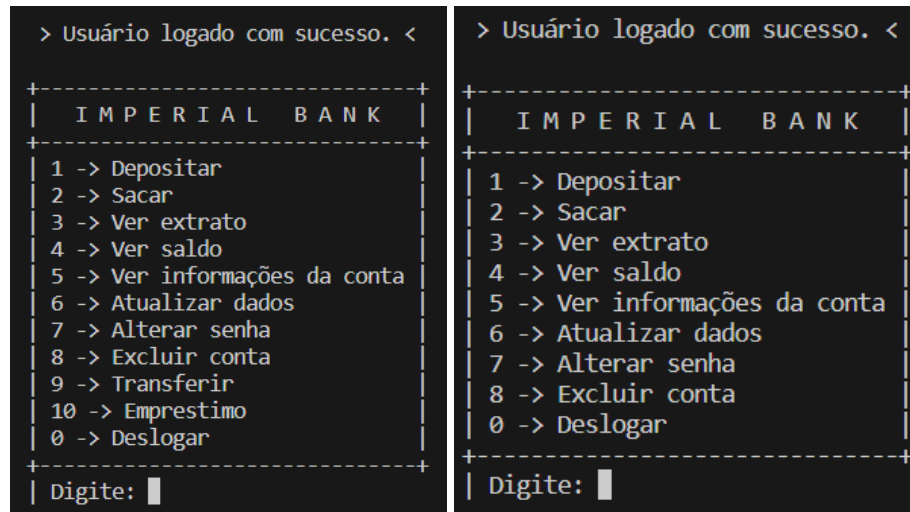 > Usuário logado com sucesso. <
+-------------------------------+
|   I M P E R I A L   B A N K   |
+-------------------------------+
| 1 -> Depositar                |
| 2 -> Sacar                    |
| 3 -> Ver extrato              |
| 4 -> Ver saldo                |
| 5 -> Ver informações da conta |
| 6 -> Atualizar dados          |
| 7 -> Alterar senha            |
| 8 -> Excluir conta            |
| 9 -> Transferir               |
| 10 -> Emprestimo              |
| 0 -> Deslogar                 |
+-------------------------------+
| Digite:
> Usuário logado com sucesso. <
+-------------------------------+
|   I M P E R I A L   B A N K   |
+-------------------------------+
| 1 -> Depositar                |
| 2 -> Sacar                    |
| 3 -> Ver extrato              |
| 4 -> Ver saldo                |
| 5 -> Ver informações da conta |
| 6 -> Atualizar dados          |
| 7 -> Alterar senha            |
| 8 -> Excluir conta            |
| 0 -> Deslogar                 |
+-------------------------------+
| Digite: